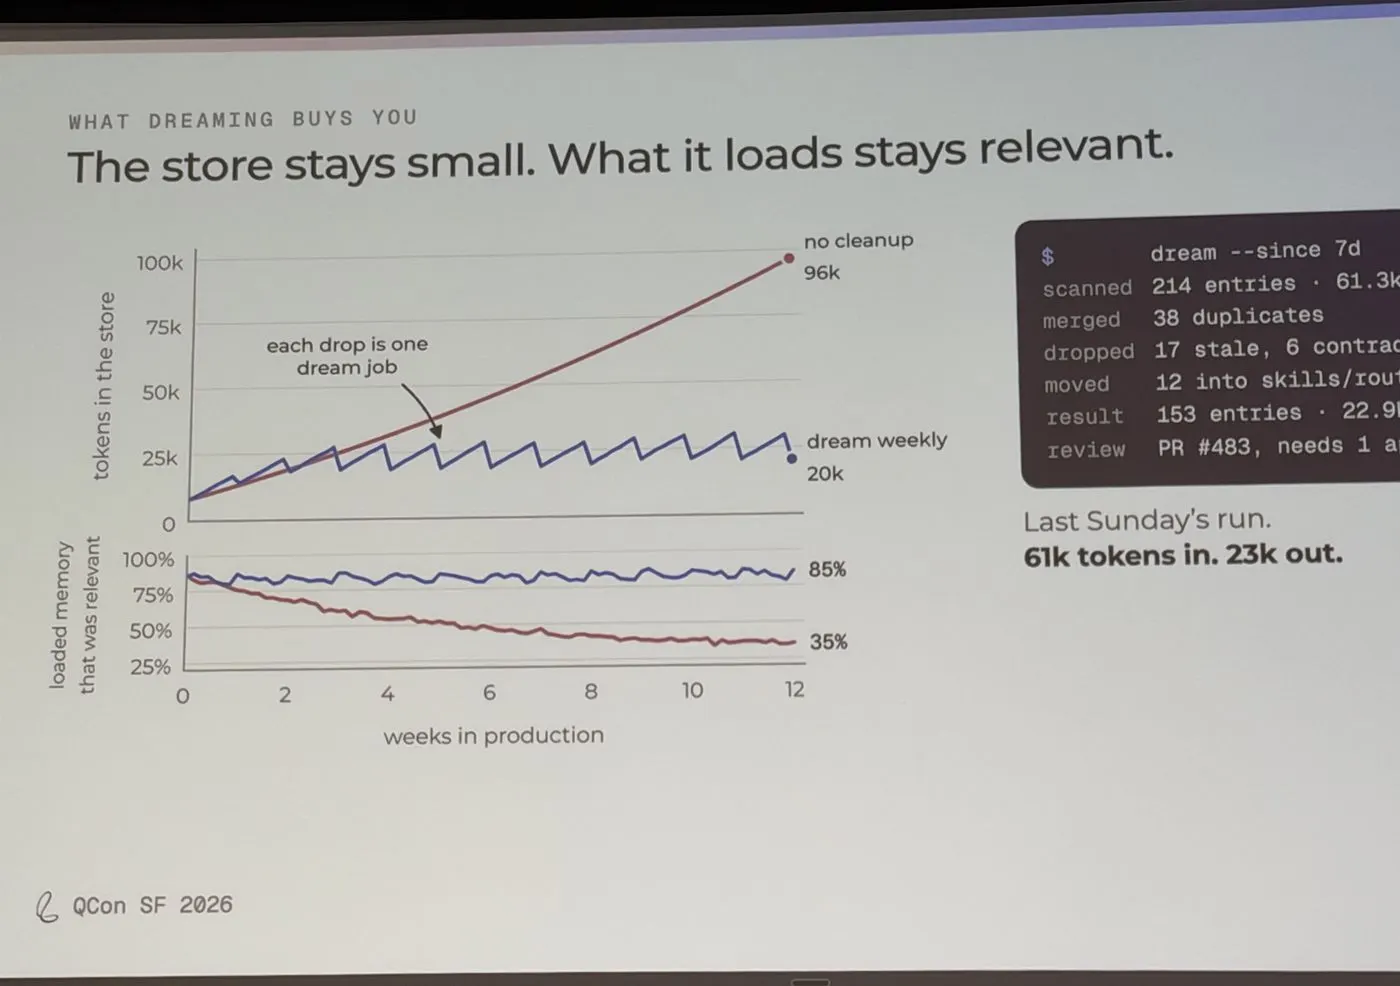 WHAT DREAMING BUYS YOU
The store stays small. What it loads stays relevant.
tokens in the store
100k
75k
50k
25k
0
each drop is one
dream job
no cleanup
96k
dream weekly
20k
loaded memory
that was relevant
100%
75%
50%
25%
85%
35%
0 2 4 6 8 10 12
weeks in production
$ dream --since 7d
scanned 214 entries · 61.3k
merged 38 duplicates
dropped 17 stale, 6
moved 12 into
result 153 entries · 22.9
review PR #483, needs 1
Last Sunday's run.
61k tokens in. 23k out.
QCon SF 2026